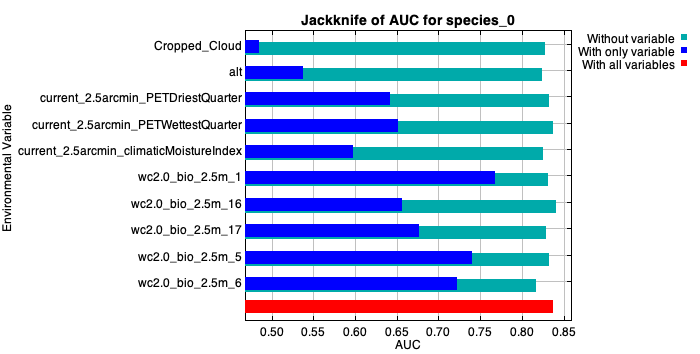 Jackknife of AUC for species_0
Without variable
With only variable
With all variables
Environmental Variable
Cropped_Cloud
alt
current_2.5arcmin_PETDriestQuarter
current_2.5arcmin_PETWettestQuarter
current_2.5arcmin_climaticMoistureIndex
wc2.0_bio_2.5m_1
wc2.0_bio_2.5m_16
wc2.0_bio_2.5m_17
wc2.0_bio_2.5m_5
wc2.0_bio_2.5m_6
0.50 0.55 0.60 0.65 0.70 0.75 0.80 0.85
AUC